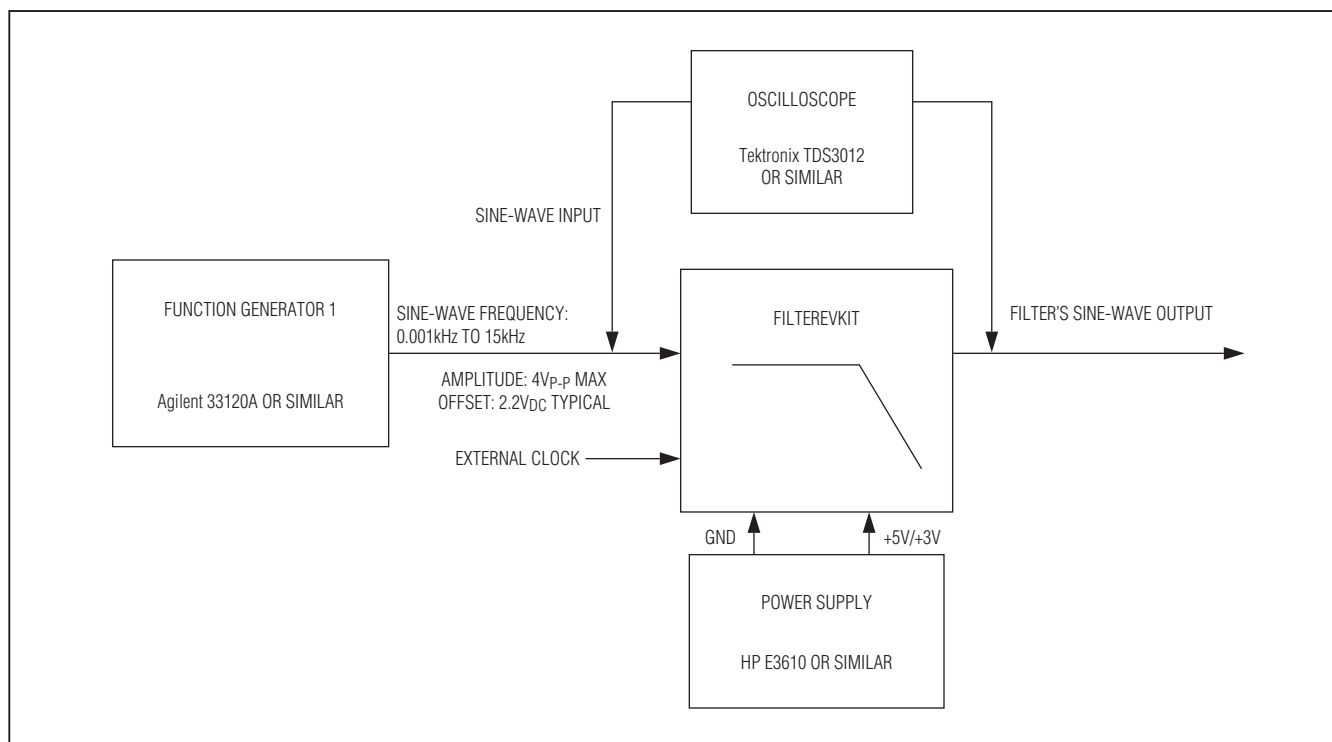 OSCILLOSCOPE
Tektronix TDS3012
OR SIMILAR
SINE-WAVE INPUT
FUNCTION GENERATOR 1
Agilent 33120A OR SIMILAR
SINE-WAVE FREQUENCY:
0.001kHz TO 15kHz
AMPLITUDE: 4VP-P MAX
OFFSET: 2.2VDC TYPICAL
EXTERNAL CLOCK
FILTEREVKIT
FILTER'S SINE-WAVE OUTPUT
GND
+5V/+3V
POWER SUPPLY
HP E3610 OR SIMILAR